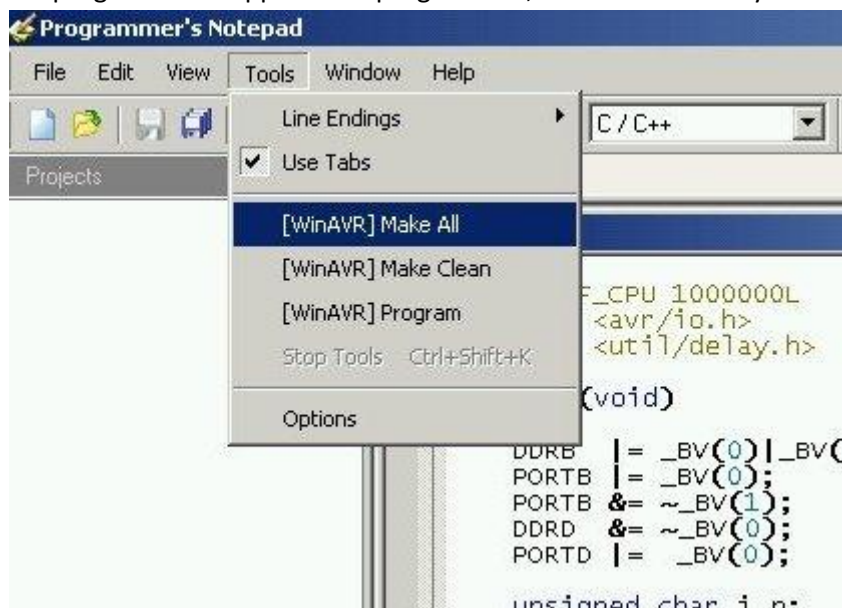 Programmer's Notepad
File Edit View Tools Window Help
C / C++
Projects
Line Endings
Use Tabs
[WinAVR] Make All
[WinAVR] Make Clean
[WinAVR] Program
Stop Tools Ctrl+Shift+K
Options
F_CPU 1000000L
<avr/io.h>
<util/delay.h>
(void)
DDRB |= _BV(0)|_BV(
PORTB |= _BV(0);
PORTB &= ~_BV(1);
DDRD &= ~_BV(0);
PORTD |= _BV(0);
unsigned char i,n;